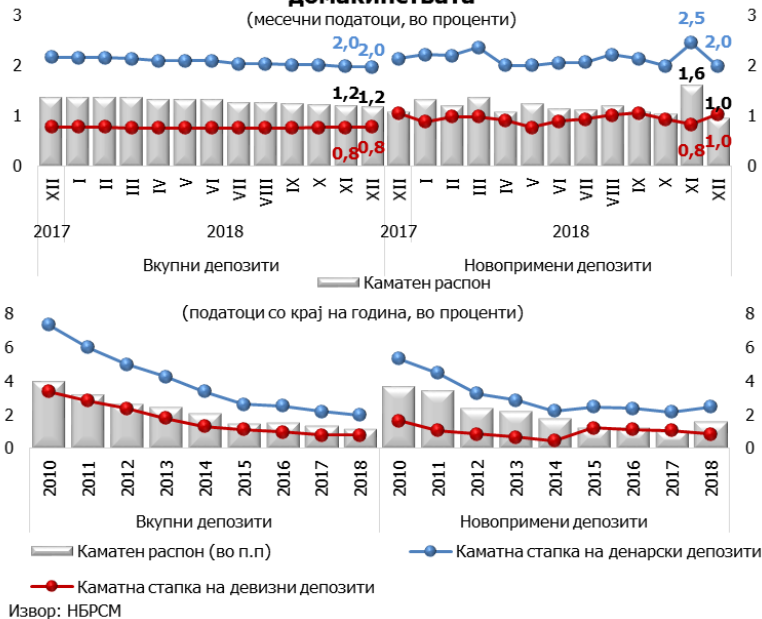 домаќинствата
(месечни податоци, во проценти)
3 3
2 2
1 1
0 0
2,0 2,0
1,2 1,2
0,8 0,8
2,5
2,0
1,6
1,0
0,8 1,0
XII I II III IV V VI VII VIII IX X XI XII
XII I II III IV V VI VII VIII IX X XI XII
2017 2018 2017 2018
Вкупни депозити Новопримени депозити
Каматен распон
(податоци со крај на година, во проценти)
8 8
6 6
4 4
2 2
0 0
2010 2011 2012 2013 2014 2015 2016 2017 2018
2010 2011 2012 2013 2014 2015 2016 2017 2018
Вкупни депозити Новопримени депозити
Каматен распон (во п.п) Каматна стапка на денарски депозити
Каматна стапка на девизни депозити
Извор: НБРСМ